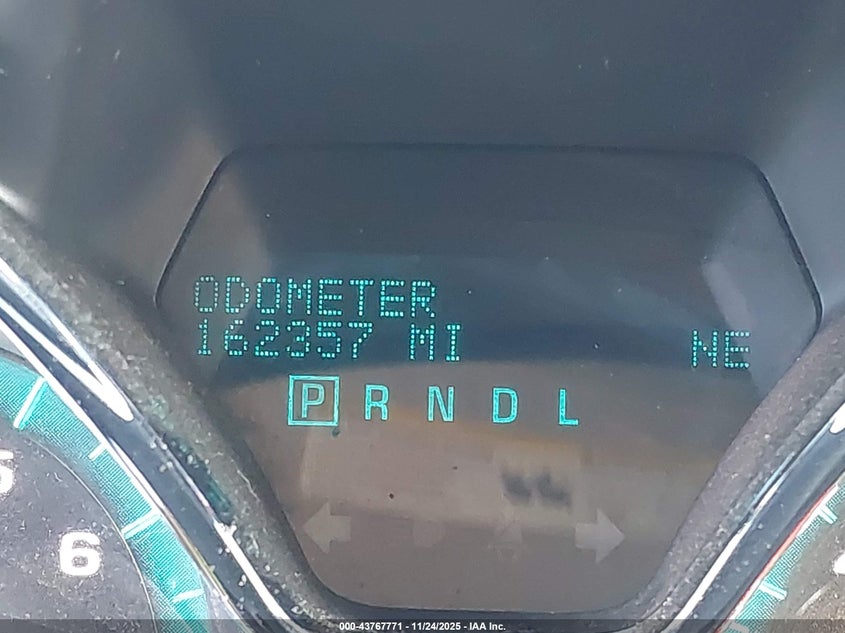 ODOMETER
162357 MI NE
P R N D L
6
000-43767771 - 11/24/2025 - IAA Inc.